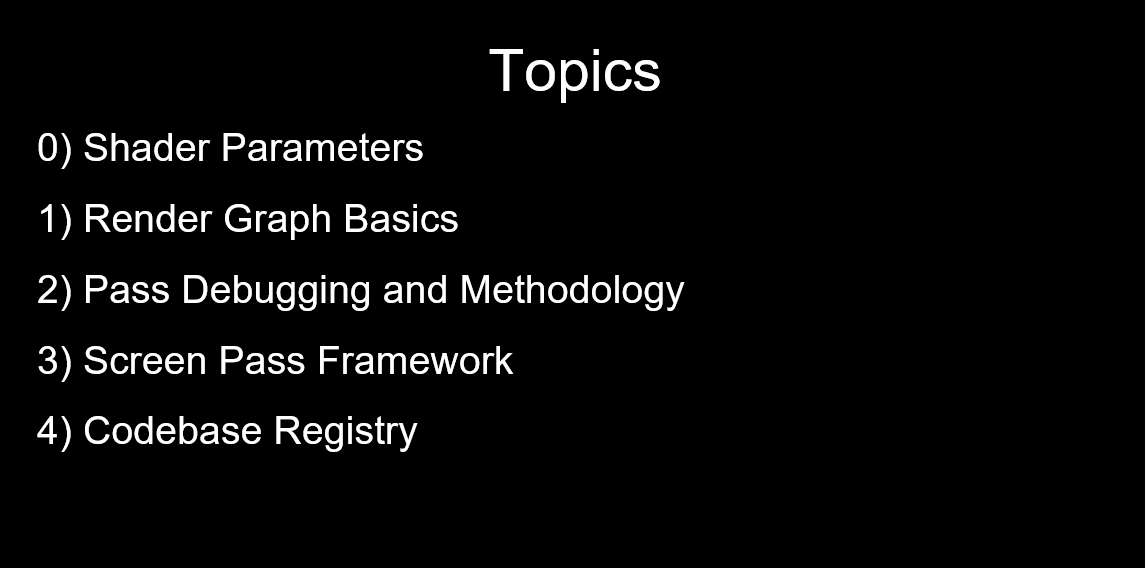 Topics
0) Shader Parameters
1) Render Graph Basics
2) Pass Debugging and Methodology
3) Screen Pass Framework
4) Codebase Registry